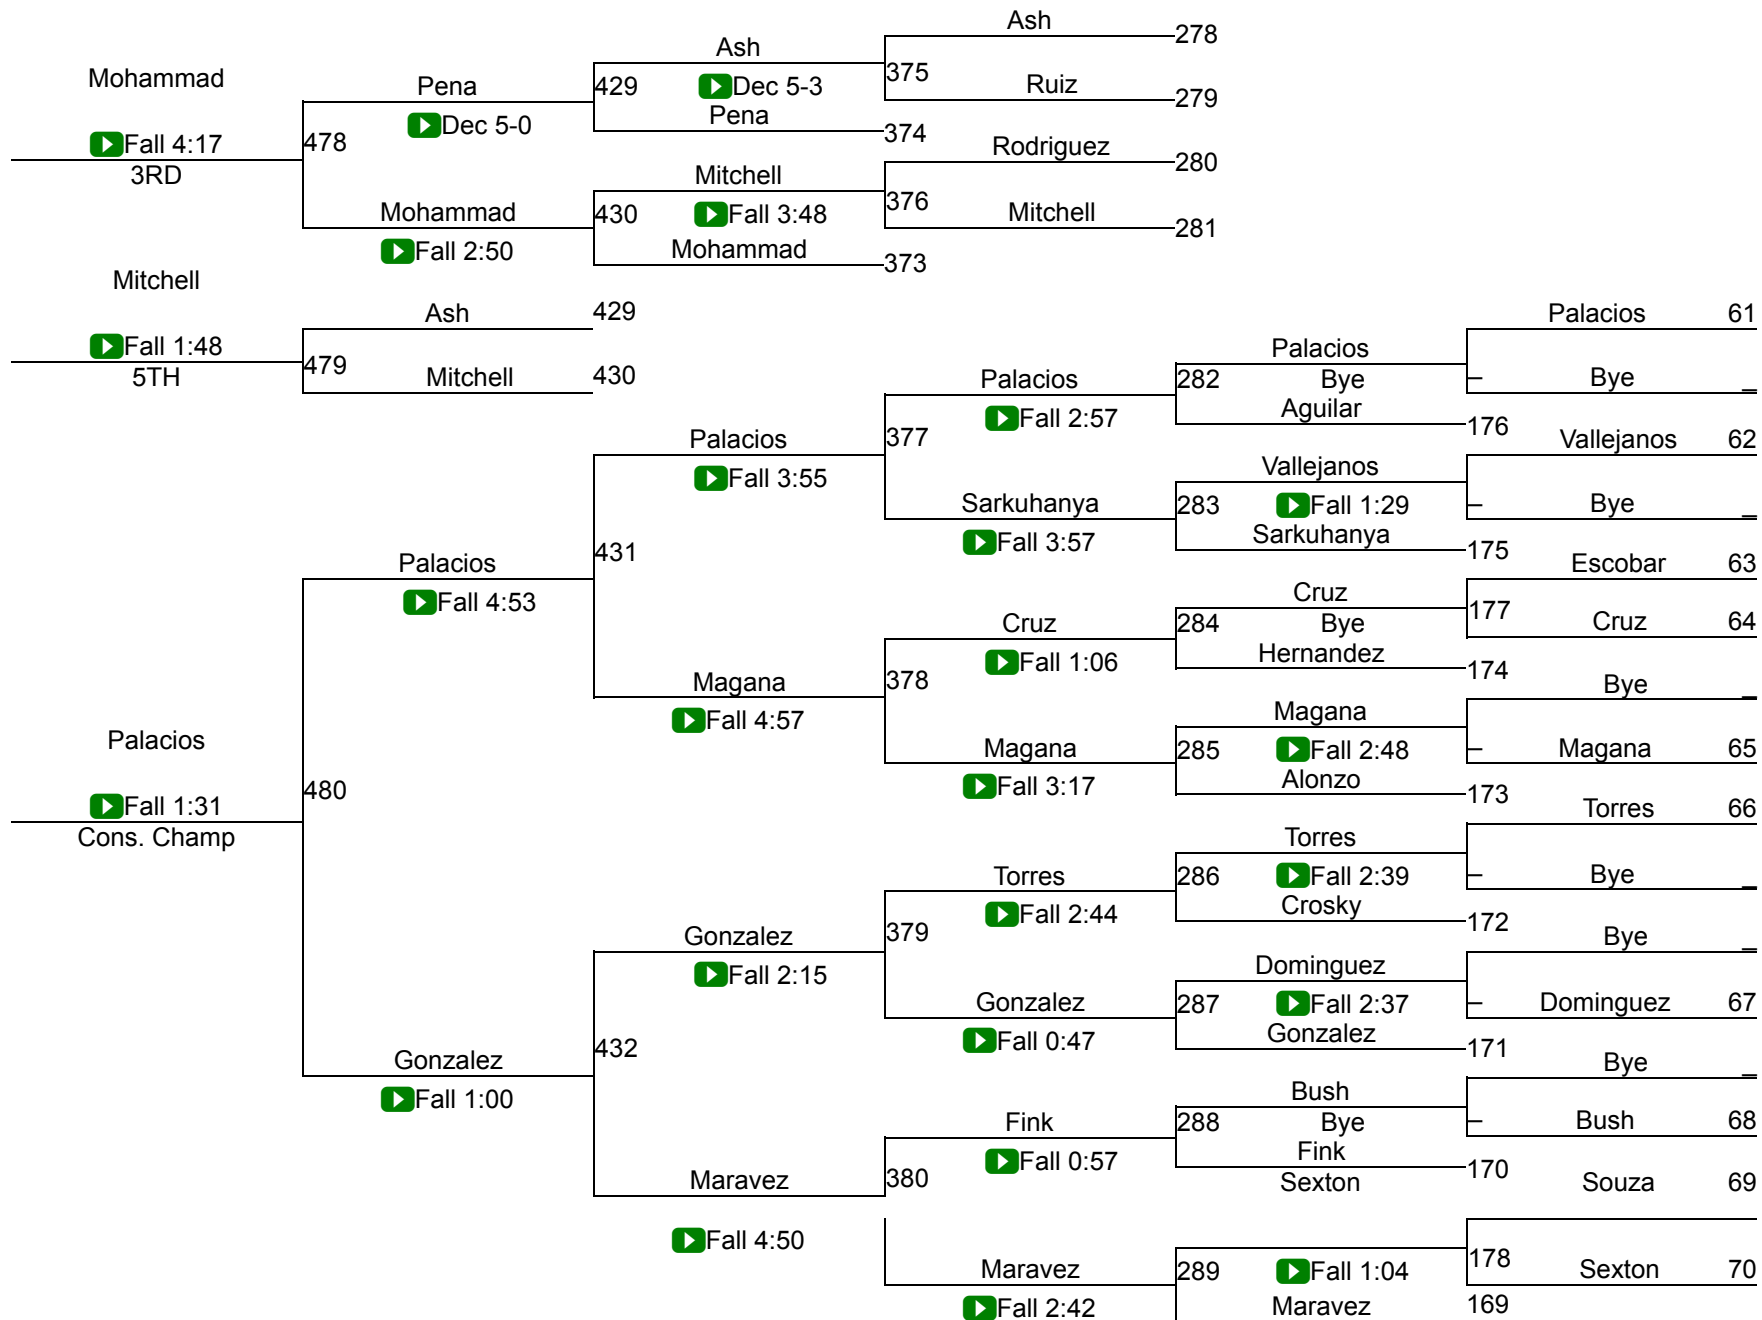 Ash 278
Ash
Mohammad 375
Pena 429 Dec 5-3 Ruiz 279
Dec 5-0 Pena 374
Fall 4:17 478 Rodriguez 280
3RD Mitchell
Mohammad 430 Fall 3:48 376 Mitchell 281
Fall 2:50 Mohammad 373
Mitchell
Ash 429 Palacios 61
Fall 1:48 Palacios
5TH 479 Mitchell 430 Palacios 282 Bye – Bye _
Fall 2:57 Aguilar 176
Palacios 377 Vallejanos 62
Fall 3:55 Vallejanos
Sarkuhanya 283 Fall 1:29 – Bye _
Fall 3:57 Sarkuhanya 175
Palacios 431 Escobar 63
Fall 4:53 Cruz 177
Cruz 284 Bye Cruz 64
Fall 1:06 Hernandez 174
Magana 378 Bye _
Fall 4:57 Magana
Palacios Magana 285 Fall 2:48 – Magana 65
Fall 3:17 Alonzo 173
Fall 1:31 480 Torres 66
Cons. Champ Torres
Torres 286 Fall 2:39 – Bye _
Fall 2:44 Crosky 172
Gonzalez 379 Bye _
Fall 2:15 Dominguez
Gonzalez 287 Fall 2:37 – Dominguez 67
Fall 0:47 Gonzalez 171
Gonzalez 432 Bye _
Fall 1:00 Bush
Fink 288 Bye – Bush 68
Fall 0:57 Fink 170
Maravez 380 Sexton Souza 69
Fall 4:50
Maravez 289 Fall 1:04 178 Sexton 70
Fall 2:42 Maravez 169